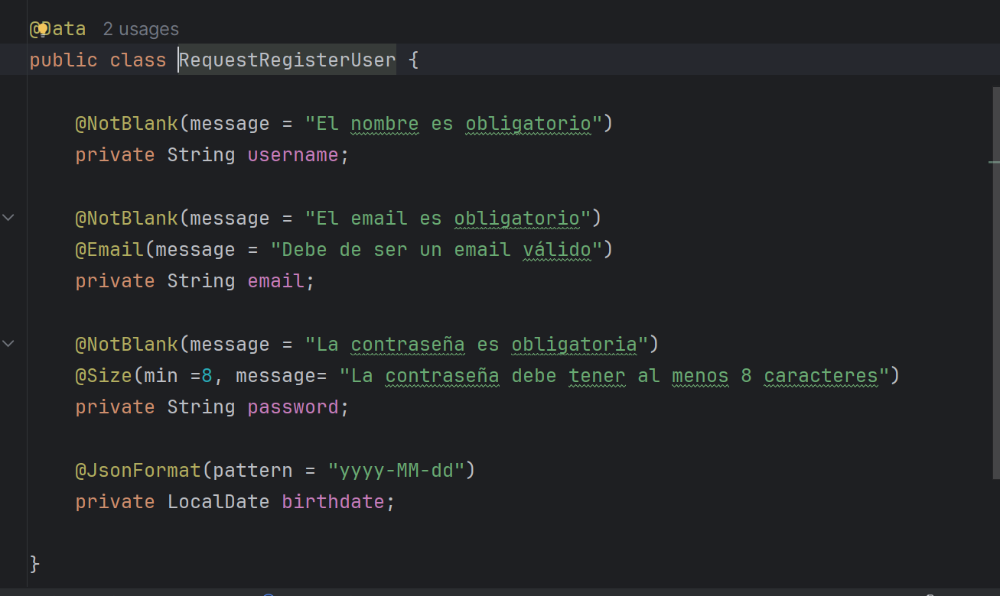 @Data 2 usages
public class RequestRegisterUser {
@NotBlank(message = "El nombre es obligatorio")
private String username;
@NotBlank(message = "El email es obligatorio")
@Email(message = "Debe de ser un email válido")
private String email;
@NotBlank(message = "La contraseña es obligatoria")
@Size(min =8, message= "La contraseña debe tener al menos 8 caracteres")
private String password;
@JsonFormat(pattern = "yyyy-MM-dd")
private LocalDate birthdate;
}